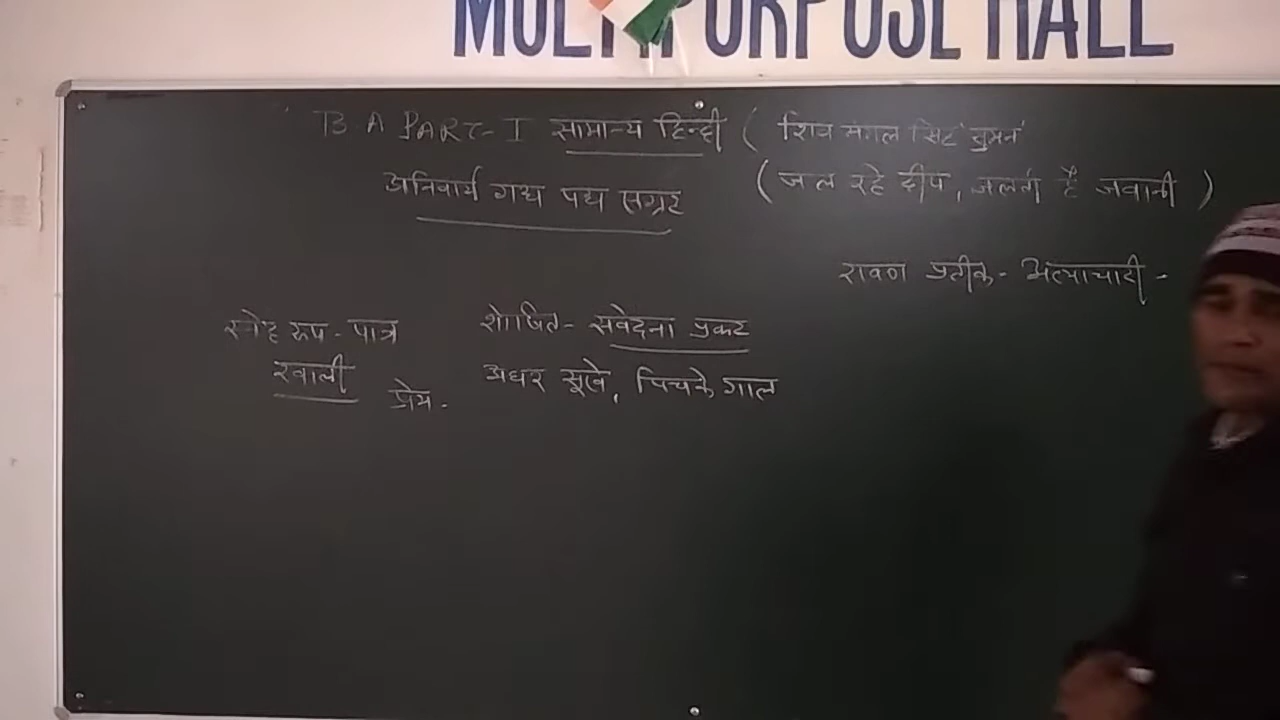 MULTIPURPOSE HALL
B A PART-I सामान्य हिन्दी ( शिव मंगल सिंह सुमन
अनिवार्य गद्य पद्य संग्रह
(जल रहे दीप, जलती है जवानी )
रावण प्रतीक- अत्याचारी -
स्नेह रूप - पात्र
खाली
प्रेम -
शोषित- संवेदना प्रकट
अधर सूखे, पिचके गाल